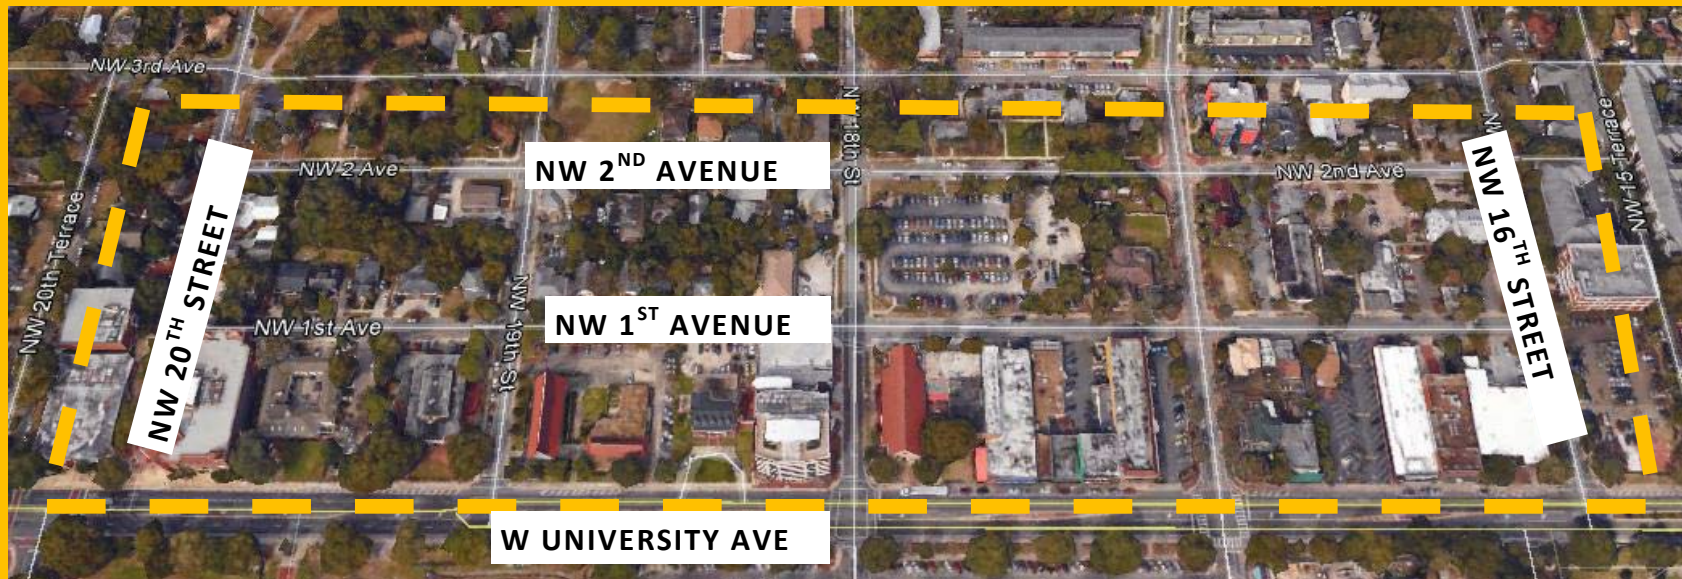 NW 3rd Ave
NW 2 Ave
NW 2ND AVENUE
NW 18th St
NW 2nd Ave
NW 15 Terrace
NW 20th Terrace
NW 20TH STREET
NW 16TH STREET
NW 1st Ave
NW 19th St
NW 1ST AVENUE
W UNIVERSITY AVE